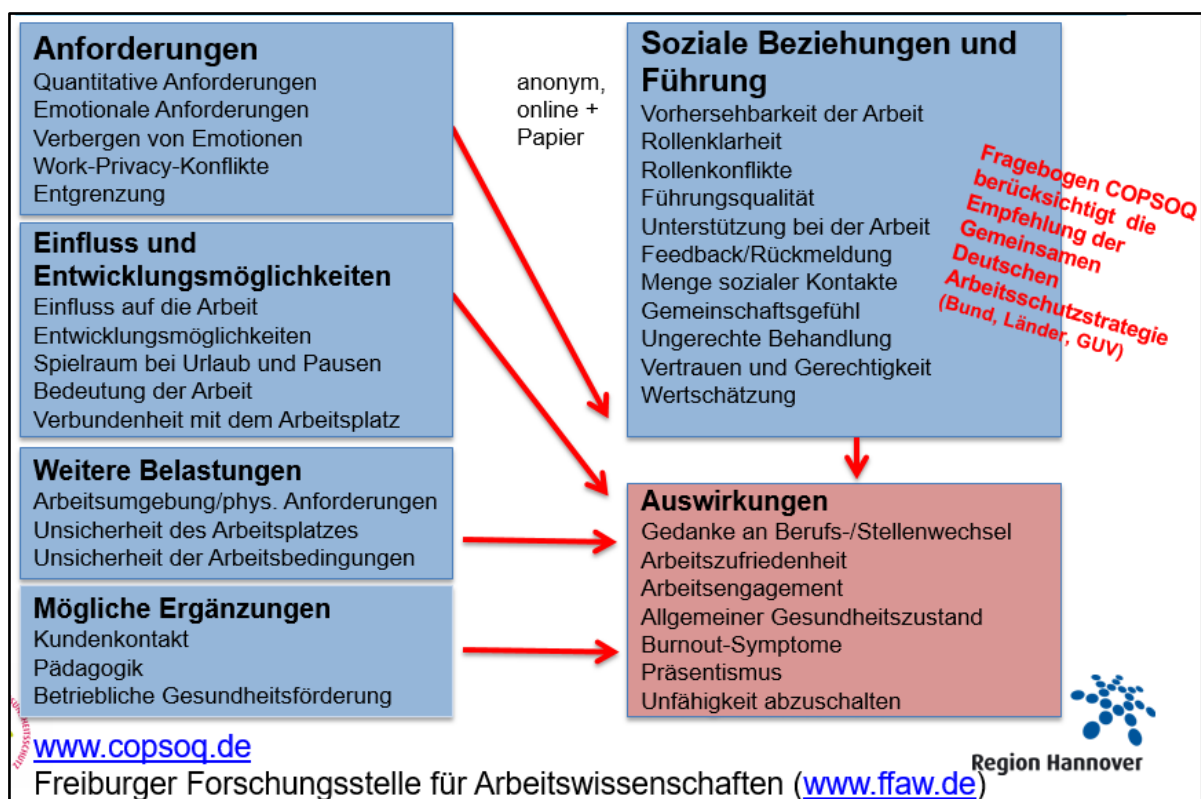 Anforderungen
Quantitative Anforderungen
Emotionale Anforderungen
Verbergen von Emotionen
Work-Privacy-Konflikte
Entgrenzung
Einfluss und
Entwicklungsmöglichkeiten
Einfluss auf die Arbeit
Entwicklungsmöglichkeiten
Spielraum bei Urlaub und Pausen
Bedeutung der Arbeit
Verbundenheit mit dem Arbeitsplatz
Weitere Belastungen
Arbeitsumgebung/phys. Anforderungen
Unsicherheit des Arbeitsplatzes
Unsicherheit der Arbeitsbedingungen
Mögliche Ergänzungen
Kundenkontakt
Pädagogik
Betriebliche Gesundheitsförderung
anonym,
online +
Papier
Soziale Beziehungen und
Führung
Vorhersehbarkeit der Arbeit
Rollenklarheit
Rollenkonflikte
Führungsqualität
Unterstützung bei der Arbeit
Feedback/Rückmeldung
Menge sozialer Kontakte
Gemeinschaftsgefühl
Ungerechte Behandlung
Vertrauen und Gerechtigkeit
Wertschätzung
Fragebogen COPSOQ
berücksichtigt die
Empfehlung der
Gemeinsamen
Deutschen
Arbeitsschutzstrategie
(Bund, Länder, GUV)
Auswirkungen
Gedanke an Berufs-/Stellenwechsel
Arbeitszufriedenheit
Arbeitsengagement
Allgemeiner Gesundheitszustand
Burnout-Symptome
Präsentismus
Unfähigkeit abzuschalten
Region Hannover
www.copsoq.de
Freiburger Forschungsstelle für Arbeitswissenschaften (www.ffaw.de)